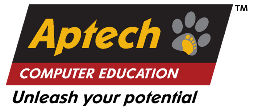 Aptech TM
COMPUTER EDUCATION
Unleash your potential